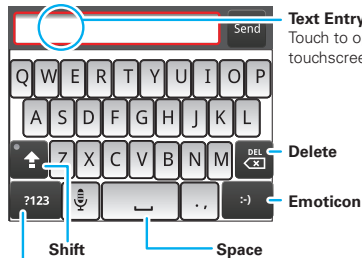 Text Entry
Send
Touch to o
touchscree
Q W E R T Y U I O P
A S D F G H J K L
Z X C V B N M DEL
Delete
?123 . , :-)
Emoticon
Shift
Space